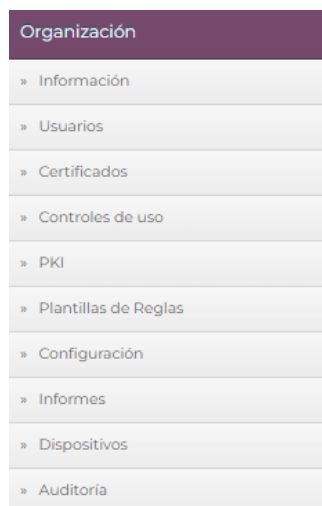 Organización
» Información
» Usuarios
» Certificados
» Controles de uso
» PKI
» Plantillas de Reglas
» Configuración
» Informes
» Dispositivos
» Auditoría